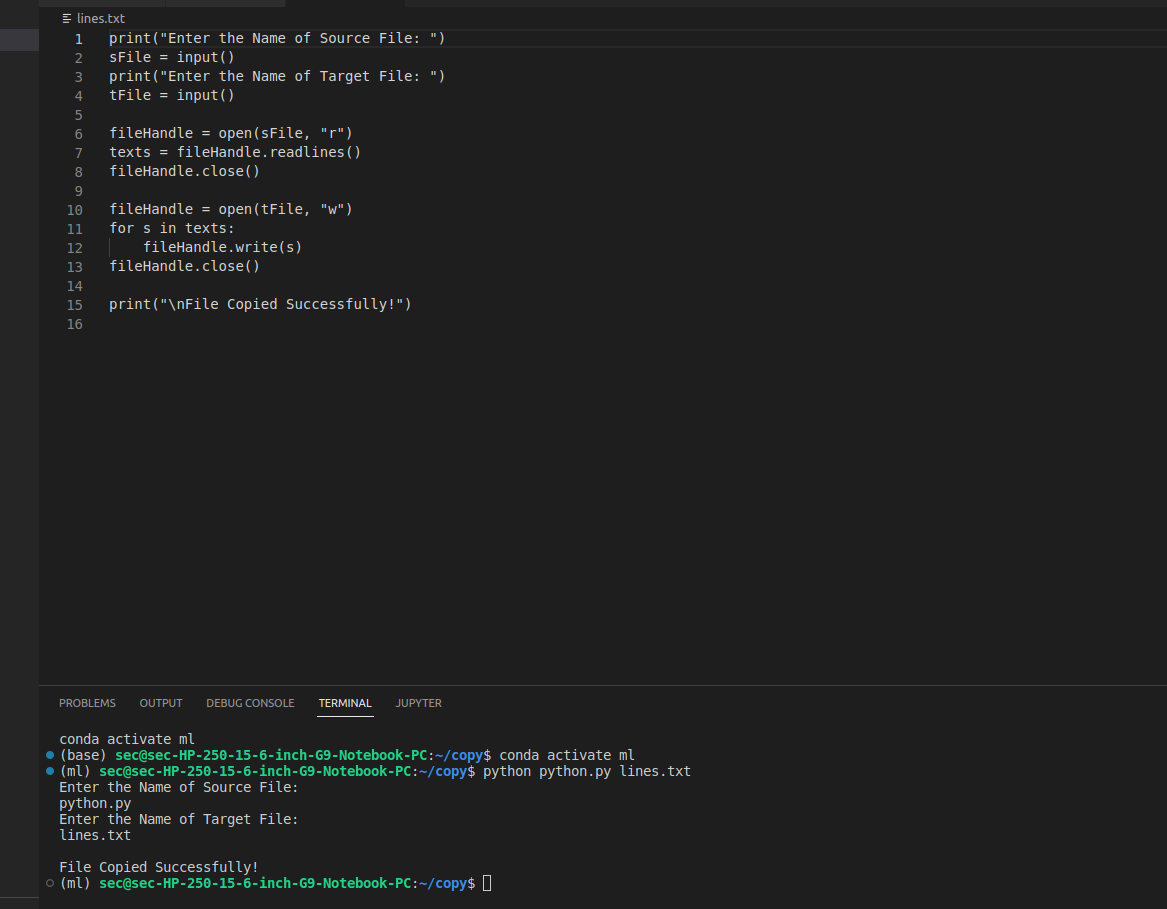 lines.txt
1 print("Enter the Name of Source File: ")
2 sFile = input()
3 print("Enter the Name of Target File: ")
4 tFile = input()
5
6 fileHandle = open(sFile, "r")
7 texts = fileHandle.readlines()
8 fileHandle.close()
9
10 fileHandle = open(tFile, "w")
11 for s in texts:
12     fileHandle.write(s)
13 fileHandle.close()
14
15 print("\nFile Copied Successfully!")
16
PROBLEMS OUTPUT DEBUG CONSOLE TERMINAL JUPYTER
conda activate ml
(base) sec@sec-HP-250-15-6-inch-G9-Notebook-PC:~/copy$ conda activate ml
(ml) sec@sec-HP-250-15-6-inch-G9-Notebook-PC:~/copy$ python python.py lines.txt
Enter the Name of Source File:
python.py
Enter the Name of Target File:
lines.txt

File Copied Successfully!
(ml) sec@sec-HP-250-15-6-inch-G9-Notebook-PC:~/copy$